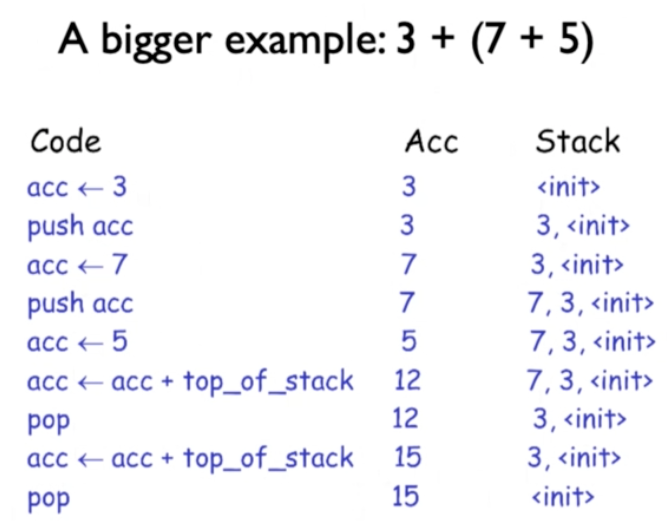 A bigger example: 3 + (7 + 5)
Code Acc Stack
acc ← 3 3 <init>
push acc 3 3, <init>
acc ← 7 7 3, <init>
push acc 7 7, 3, <init>
acc ← 5 5 7, 3, <init>
acc ← acc + top_of_stack 12 7, 3, <init>
pop 12 3, <init>
acc ← acc + top_of_stack 15 3, <init>
pop 15 <init>